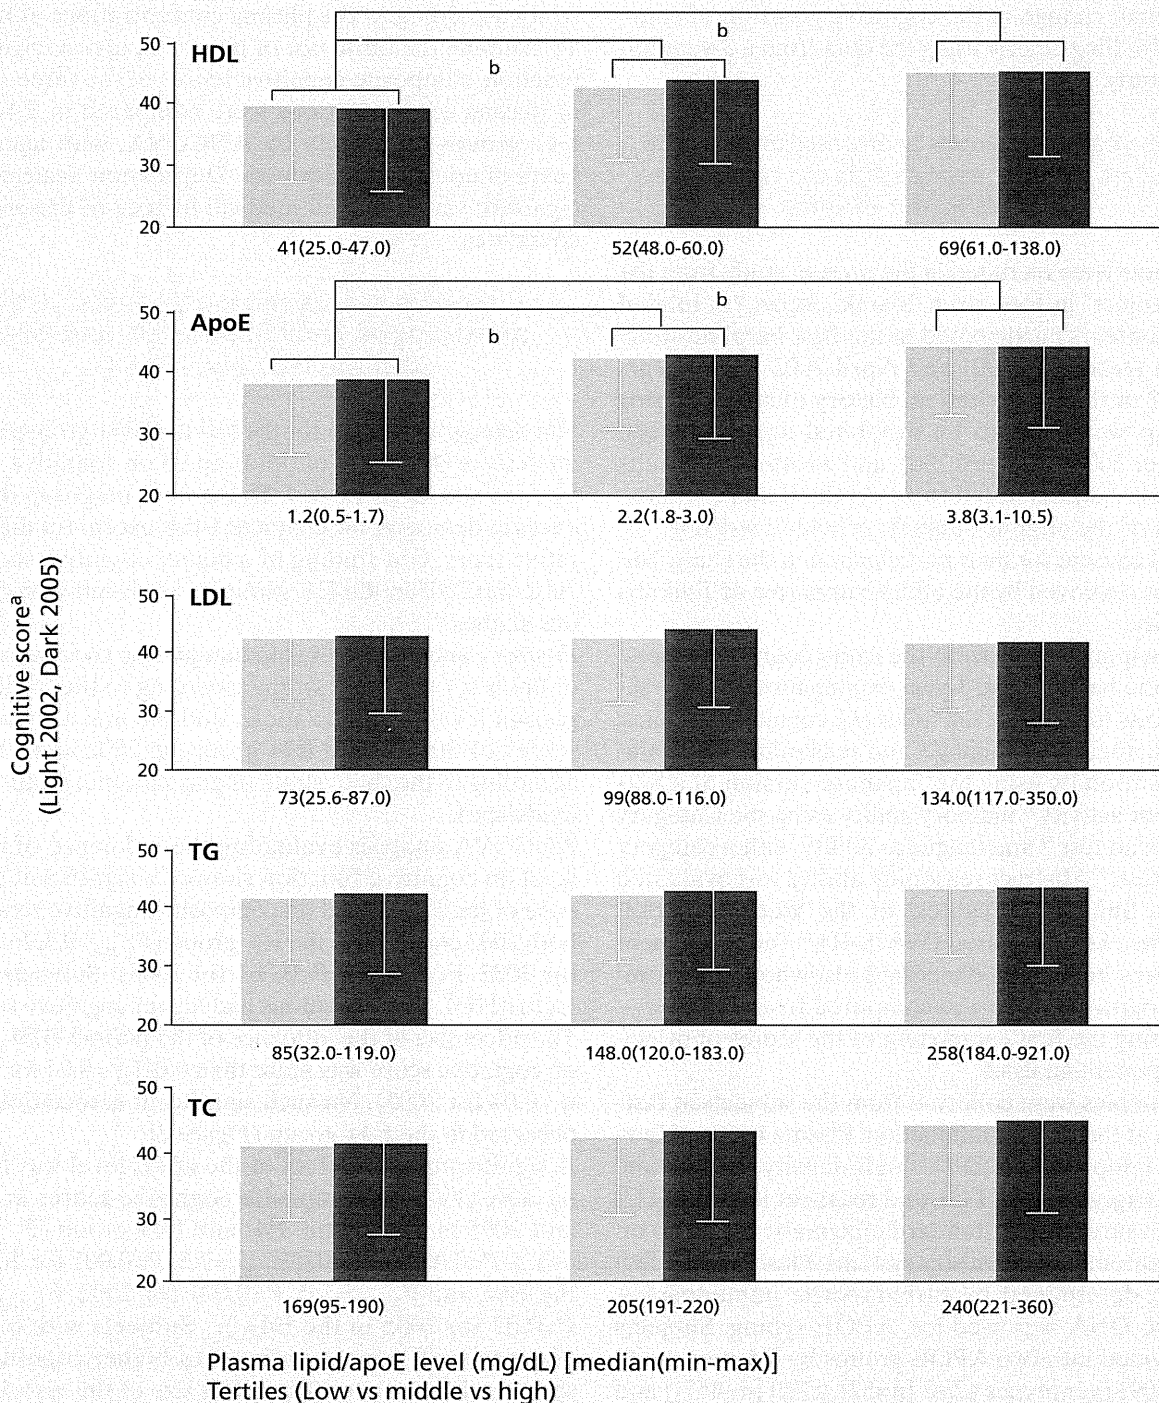 HDL
b
b
50
40
30
20
41(25.0-47.0) 52(48.0-60.0) 69(61.0-138.0)
ApoE
b
b
50
40
30
20
1.2(0.5-1.7) 2.2(1.8-3.0) 3.8(3.1-10.5)
Cognitive scoreᵃ
(Light 2002, Dark 2005)
LDL
50
40
30
20
73(25.6-87.0) 99(88.0-116.0) 134.0(117.0-350.0)
TG
50
40
30
20
85(32.0-119.0) 148.0(120.0-183.0) 258(184.0-921.0)
TC
50
40
30
20
169(95-190) 205(191-220) 240(221-360)
Plasma lipid/apoE level (mg/dL) [median(min-max)]
Tertiles (Low vs middle vs high)